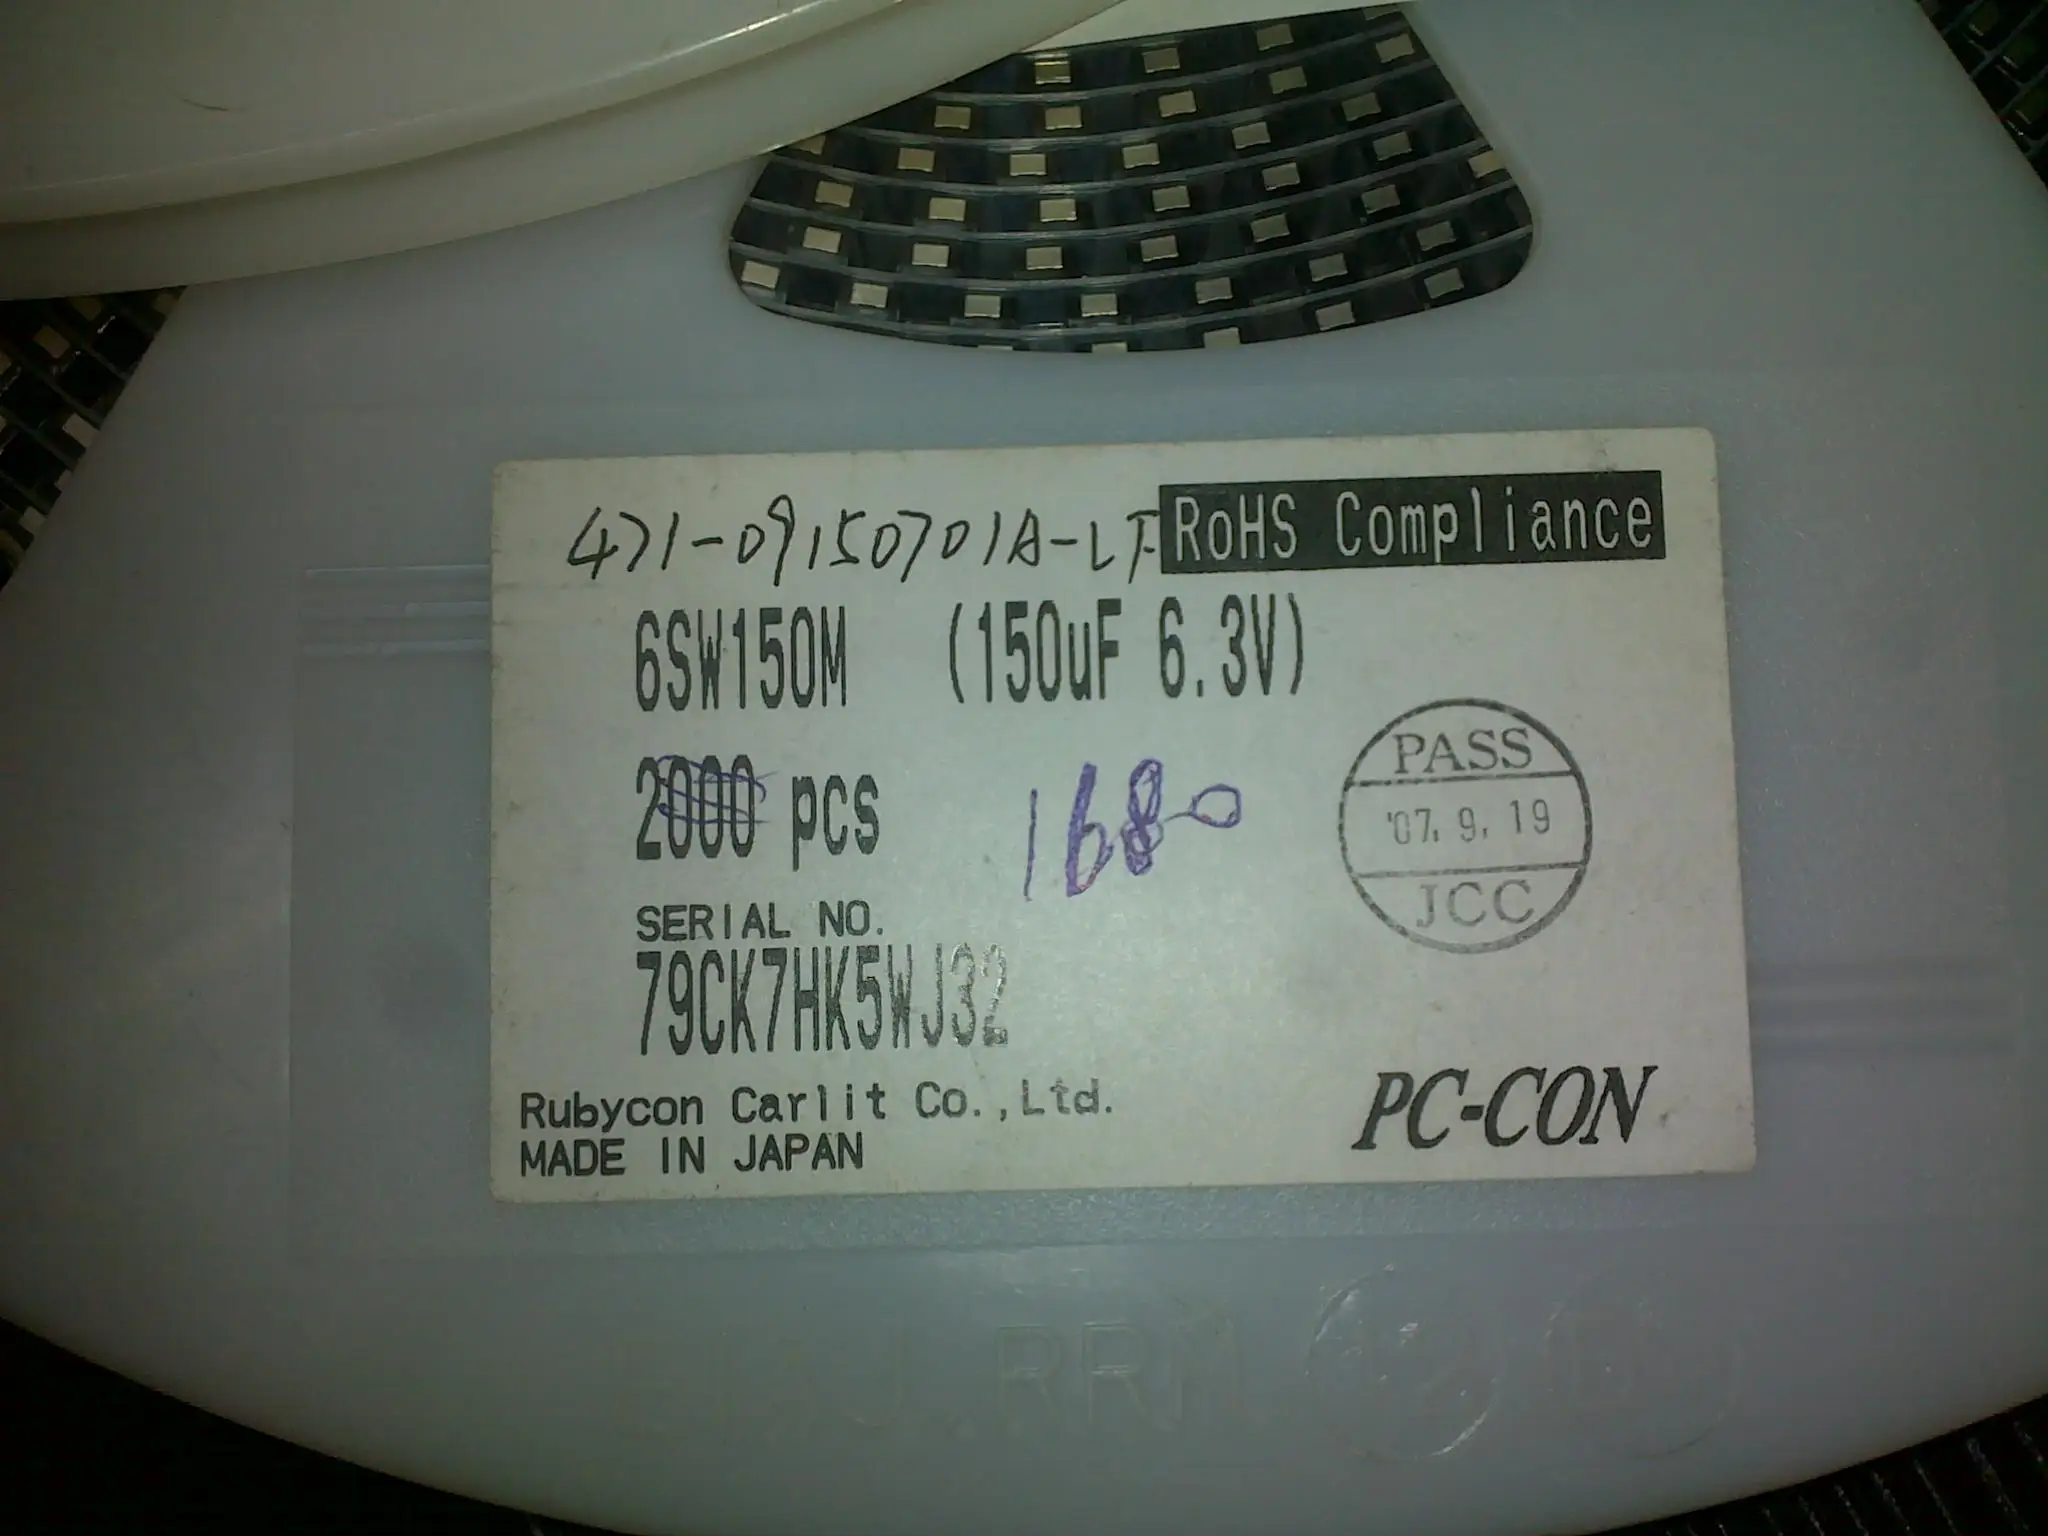 471-09150701A-LF RoHS Compliance
6SW150M (150uF 6.3V)
2000 pcs 1680
PASS
'07. 9. 19
JCC
SERIAL NO.
79CK7HK5WJ32
Rubycon Carlit Co.,Ltd.
MADE IN JAPAN
PC-CON